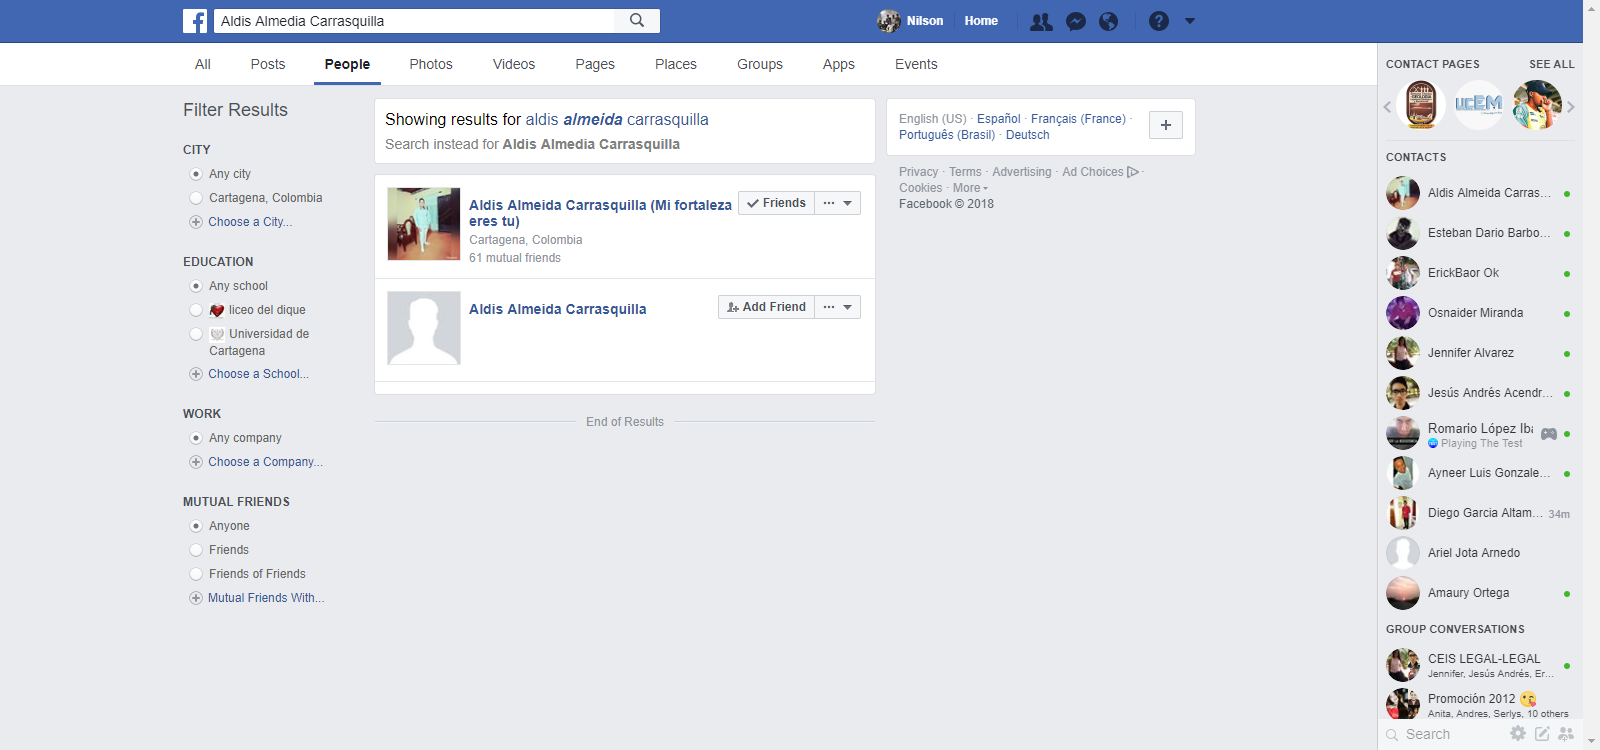 Aldis Almedia Carrasquilla
Nilson
Home
All
Posts
People
Photos
Videos
Pages
Places
Groups
Apps
Events
Filter Results
CITY
Any city
Cartagena, Colombia
Choose a City...
EDUCATION
Any school
liceo del dique
Universidad de
Cartagena
Choose a School...
WORK
Any company
Choose a Company...
MUTUAL FRIENDS
Anyone
Friends
Friends of Friends
Mutual Friends With...
Showing results for aldis almeida carrasquilla
Search instead for Aldis Almedia Carrasquilla
Aldis Almeida Carrasquilla (Mi fortaleza
eres tu)
Cartagena, Colombia
61 mutual friends
Friends
Aldis Almeida Carrasquilla
Add Friend
End of Results
English (US) · Español · Français (France) ·
Português (Brasil) · Deutsch
Privacy · Terms · Advertising · Ad Choices ·
Cookies · More
Facebook © 2018
CONTACT PAGES
SEE ALL
UCEM
CONTACTS
Aldis Almeida Carras...
Esteban Dario Barbo...
ErickBaor Ok
Osnaider Miranda
Jennifer Alvarez
Jesús Andrés Acendr...
Romario López Iba
Playing The Test
Ayneer Luis Gonzale...
Diego Garcia Altam...
34m
Ariel Jota Arnedo
Amaury Ortega
GROUP CONVERSATIONS
CEIS LEGAL-LEGAL
Jennifer, Jesús Andrés, Er...
Promoción 2012 😘
Anita, Andres, Serlys, 10 others
Search